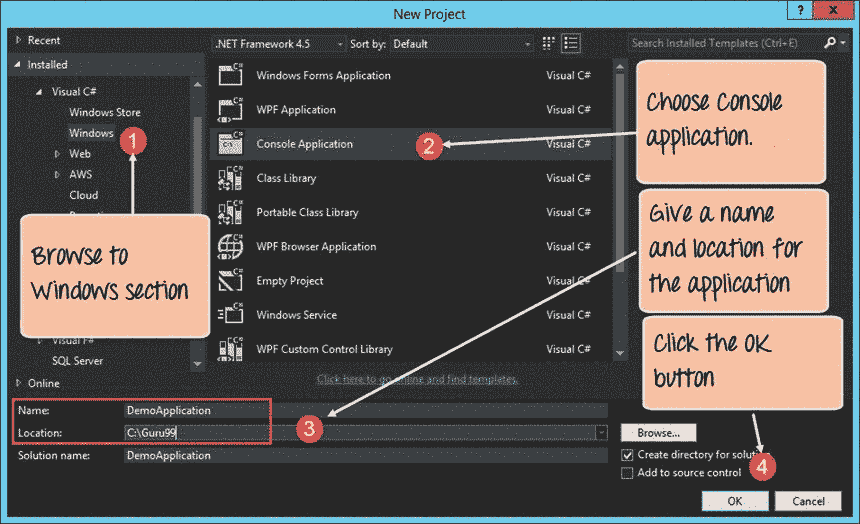 New Project
?
x
Recent
.NET Framework 4.5
Sort by: Default
Search Installed Templates (Ctrl+E)
Installed
Visual C#
Windows Store
Windows
Web
AWS
Cloud
SQL Server
Online
Windows Forms Application Visual C#
WPF Application Visual C#
Console Application Visual C#
Class Library Visual C#
Portable Class Library Visual C#
WPF Browser Application Visual C#
Empty Project Visual C#
Windows Service Visual C#
WPF Custom Control Library Visual C#
Click here to go online and find templates.
1
Browse to
Windows section
2
Choose Console
application.
3
Give a name
and location for
the application
Click the OK
button
4
Name: DemoApplication
Location: C:\Guru99
Solution name: DemoApplication
Browse...
Create directory for
Add to source control
OK
Cancel